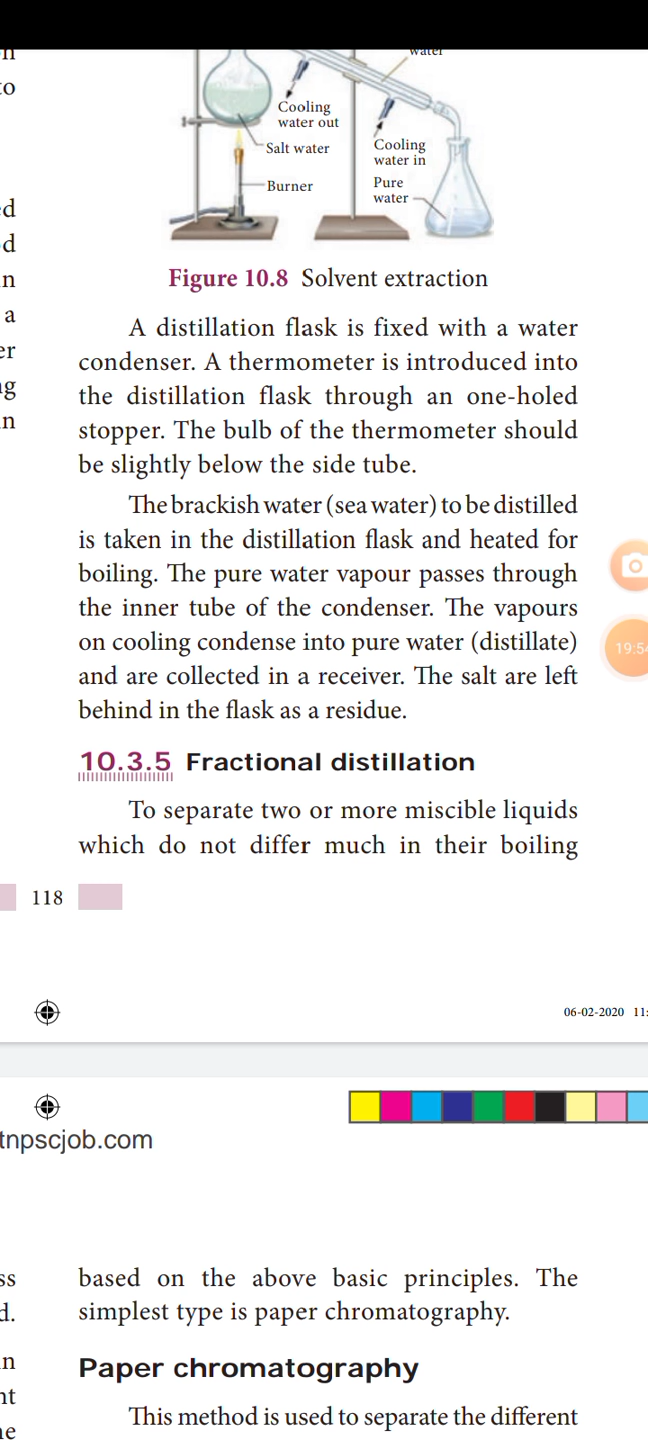 water
to
Cooling
water out
Salt water
Cooling
water in
Burner
Pure
water
Figure 10.8 Solvent extraction
A distillation flask is fixed with a water
condenser. A thermometer is introduced into
the distillation flask through an one-holed
stopper. The bulb of the thermometer should
be slightly below the side tube.
The brackish water (sea water) to be distilled
is taken in the distillation flask and heated for
boiling. The pure water vapour passes through
the inner tube of the condenser. The vapours
on cooling condense into pure water (distillate)
and are collected in a receiver. The salt are left
behind in the flask as a residue.
a
19:54
10.3.5 Fractional distillation
To separate two or more miscible liquids
which do not differ much in their boiling
118
06-02-2020 11:
tnpscjob.com
based on the above basic principles. The
simplest type is paper chromatography.
Paper chromatography
This method is used to separate the different